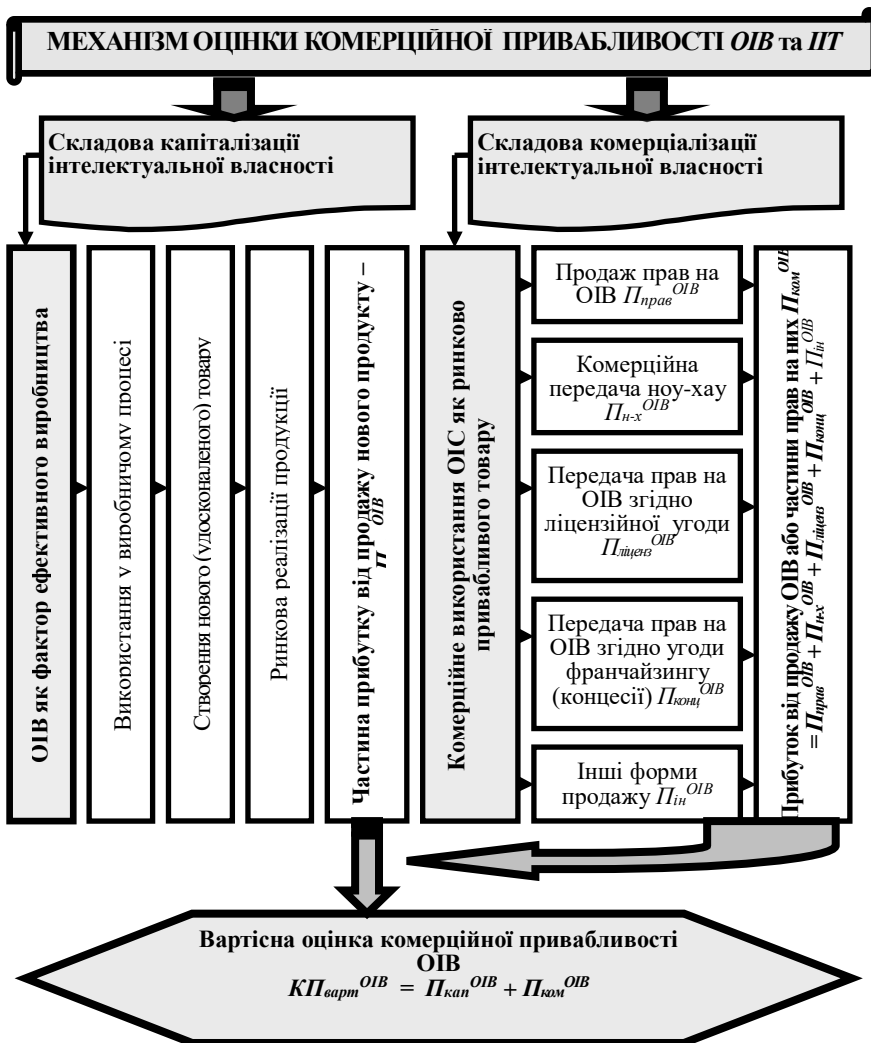 МЕХАНІЗМ ОЦІНКИ КОМЕРЦІЙНОЇ ПРИВАБЛИВОСТІ ОІВ та ІІТ
Складова капіталізації
інтелектуальної власності
Складова комерціалізації
інтелектуальної власності
ОІВ як фактор ефективного виробництва
Використання у виробничому процесі
Створення нового (удосконаленого) товару
Ринкова реалізації продукції
Частина прибутку від продажу нового продукту –
П ОІВ
Комерційне використання ОІС як ринково
привабливого товару
Продаж прав на
ОІВ Пправ ОІВ
Комерційна
передача ноу-хау
Пн-х ОІВ
Передача прав на
ОІВ згідно
ліцензійної угоди
Пліценз ОІВ
Передача прав на
ОІВ згідно угоди
франчайзингу
(концесії) Пконц ОІВ
Інші форми
продажу Пін ОІВ
Прибуток від продажу ОІВ або частини прав на них Пком ОІВ
= Пправ ОІВ + Пн-х ОІВ + Пліценз ОІВ + Пконц ОІВ + Пін ОІВ
Вартісна оцінка комерційної привабливості
ОІВ
КПварт ОІВ = Пкап ОІВ + Пком ОІВ